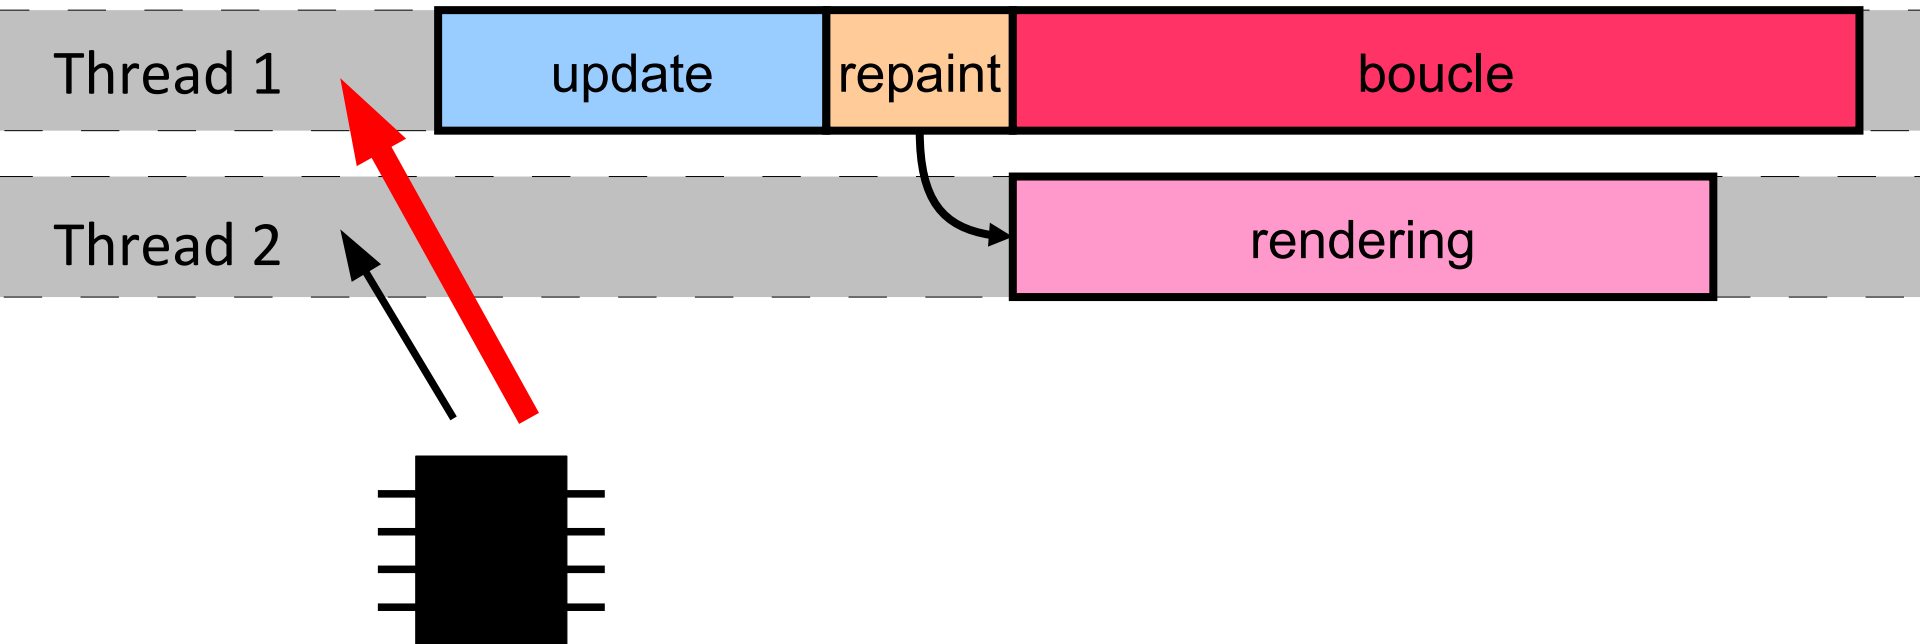 Thread 1
update
repaint
boucle
Thread 2
rendering